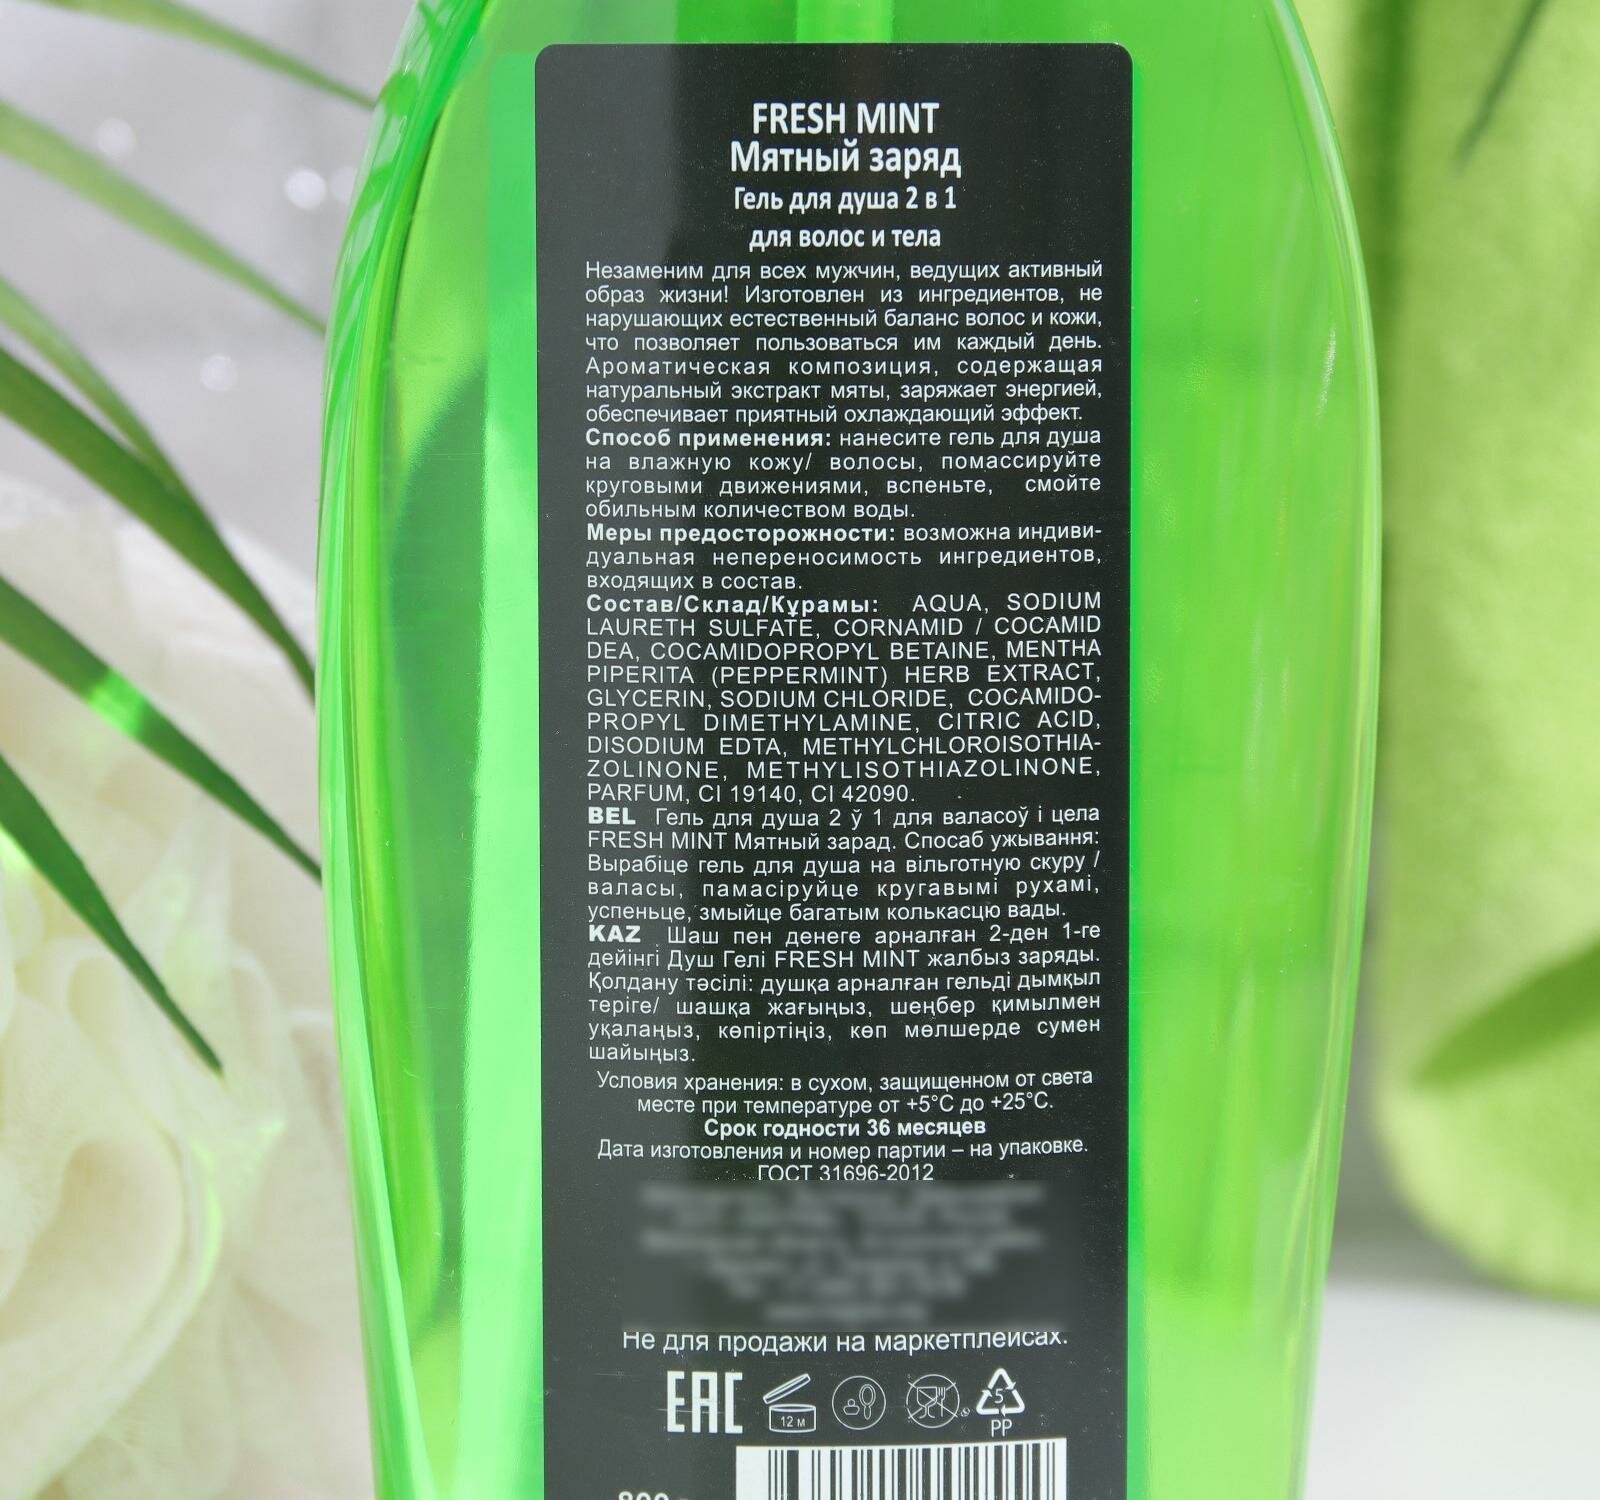 FRESH MINT
Мятный заряд
Гель для душа 2 в 1
для волос и тела
Незаменим для всех мужчин, ведущих активный
образ жизни! Изготовлен из ингредиентов, не
нарушающих естественный баланс волос и кожи,
что позволяет пользоваться им каждый день.
Ароматическая композиция, содержащая
натуральный экстракт мяты, заряжает энергией,
обеспечивает приятный охлаждающий эффект.
Способ применения: нанесите гель для душа
на влажную кожу/ волосы, помассируйте
круговыми движениями, вспеньте, смойте
обильным количеством воды.
Меры предосторожности: возможна индиви-
дуальная непереносимость ингредиентов,
входящих в состав.
Состав/Склад/Құрамы: AQUA, SODIUM
LAURETH SULFATE, CORNAMID / COCAMID
DEA, COCAMIDOPROPYL BETAINE, MENTHA
PIPERITA (PEPPERMINT) HERB EXTRACT,
GLYCERIN, SODIUM CHLORIDE, COCAMIDO-
PROPYL DIMETHYLAMINE, CITRIC ACID,
DISODIUM EDTA, METHYLCHLOROISOTHIA-
ZOLINONE, METHYLISOTHIAZOLINONE,
PARFUM, CI 19140, CI 42090.
BEL Гель для душа 2 ў 1 для валасоў і цела
FRESH MINT Мятный зарад. Спосаб ужывання:
Вырабіце гель для душа на вільготную скуру /
валасы, памасіруйце кругавымі рухамі,
успеньце, змыйце багатым колькасцю вады.
KAZ Шаш пен денеге арналған 2-ден 1-ге
дейінгі Душ Гелі FRESH MINT жалбыз заряды.
Қолдану тәсілі: душқа арналған гельді дымқыл
теріге/ шашқа жағыңыз, шеңбер қимылмен
уқалаңыз, көпіртіңіз, көп мөлшерде сумен
шайыңыз.
Условия хранения: в сухом, защищенном от света
месте при температуре от +5°С до +25°С.
Срок годности 36 месяцев
Дата изготовления и номер партии – на упаковке.
ГОСТ 31696-2012
Не для продажи на маркетплейсах.
EAC 12 м 5
PP